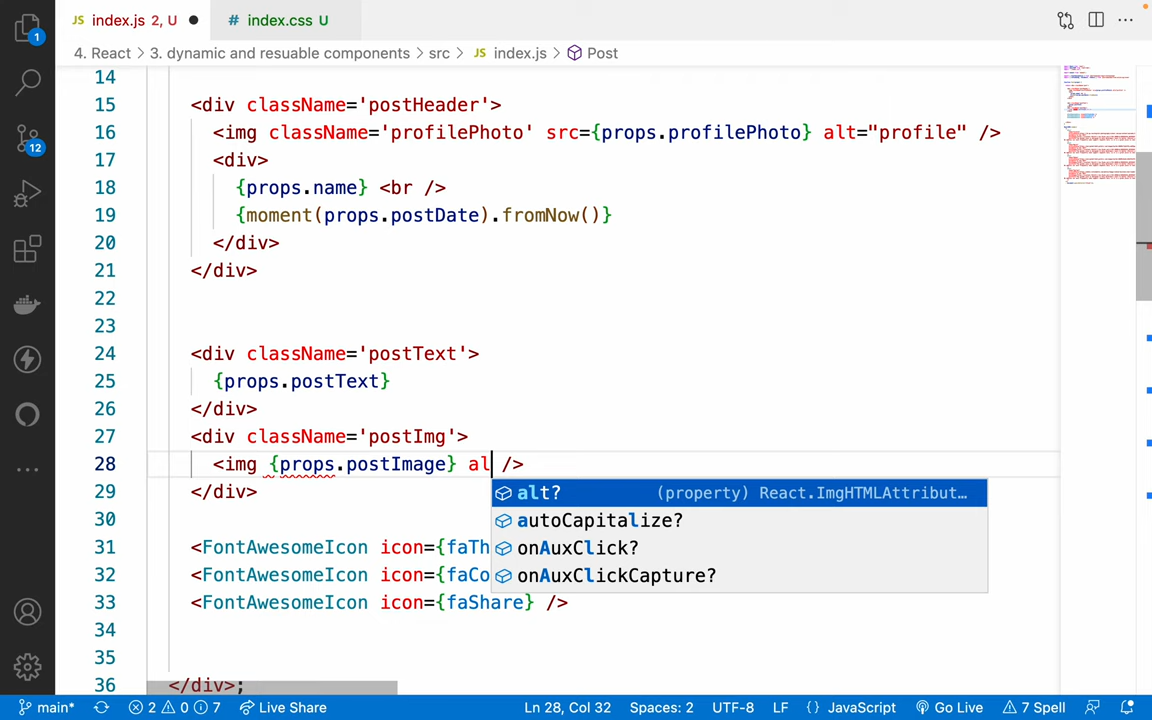 JS index.js 2, U ● # index.css U ···
4. React > 3. dynamic and resuable components > src > JS index.js > Post
14
15 <div className='postHeader'>
16 <img className='profilePhoto' src={props.profilePhoto} alt="profile" />
17 <div>
18 {props.name} <br />
19 {moment(props.postDate).fromNow()}
20 </div>
21 </div>
22
23
24 <div className='postText'>
25 {props.postText}
26 </div>
27 <div className='postImg'>
28 <img {props.postImage} al />
29 </div>
alt? (property) React.ImgHTMLAttribut…
30
autoCapitalize?
31 <FontAwesomeIcon icon={faTh
onAuxClick?
32 <FontAwesomeIcon icon={faCo
onAuxClickCapture?
33 <FontAwesomeIcon icon={faShare} />
34
35
36 </div>;
1
12
main* 2 0 7 Live Share Ln 28, Col 32 Spaces: 2 UTF-8 LF {} JavaScript Go Live 7 Spell